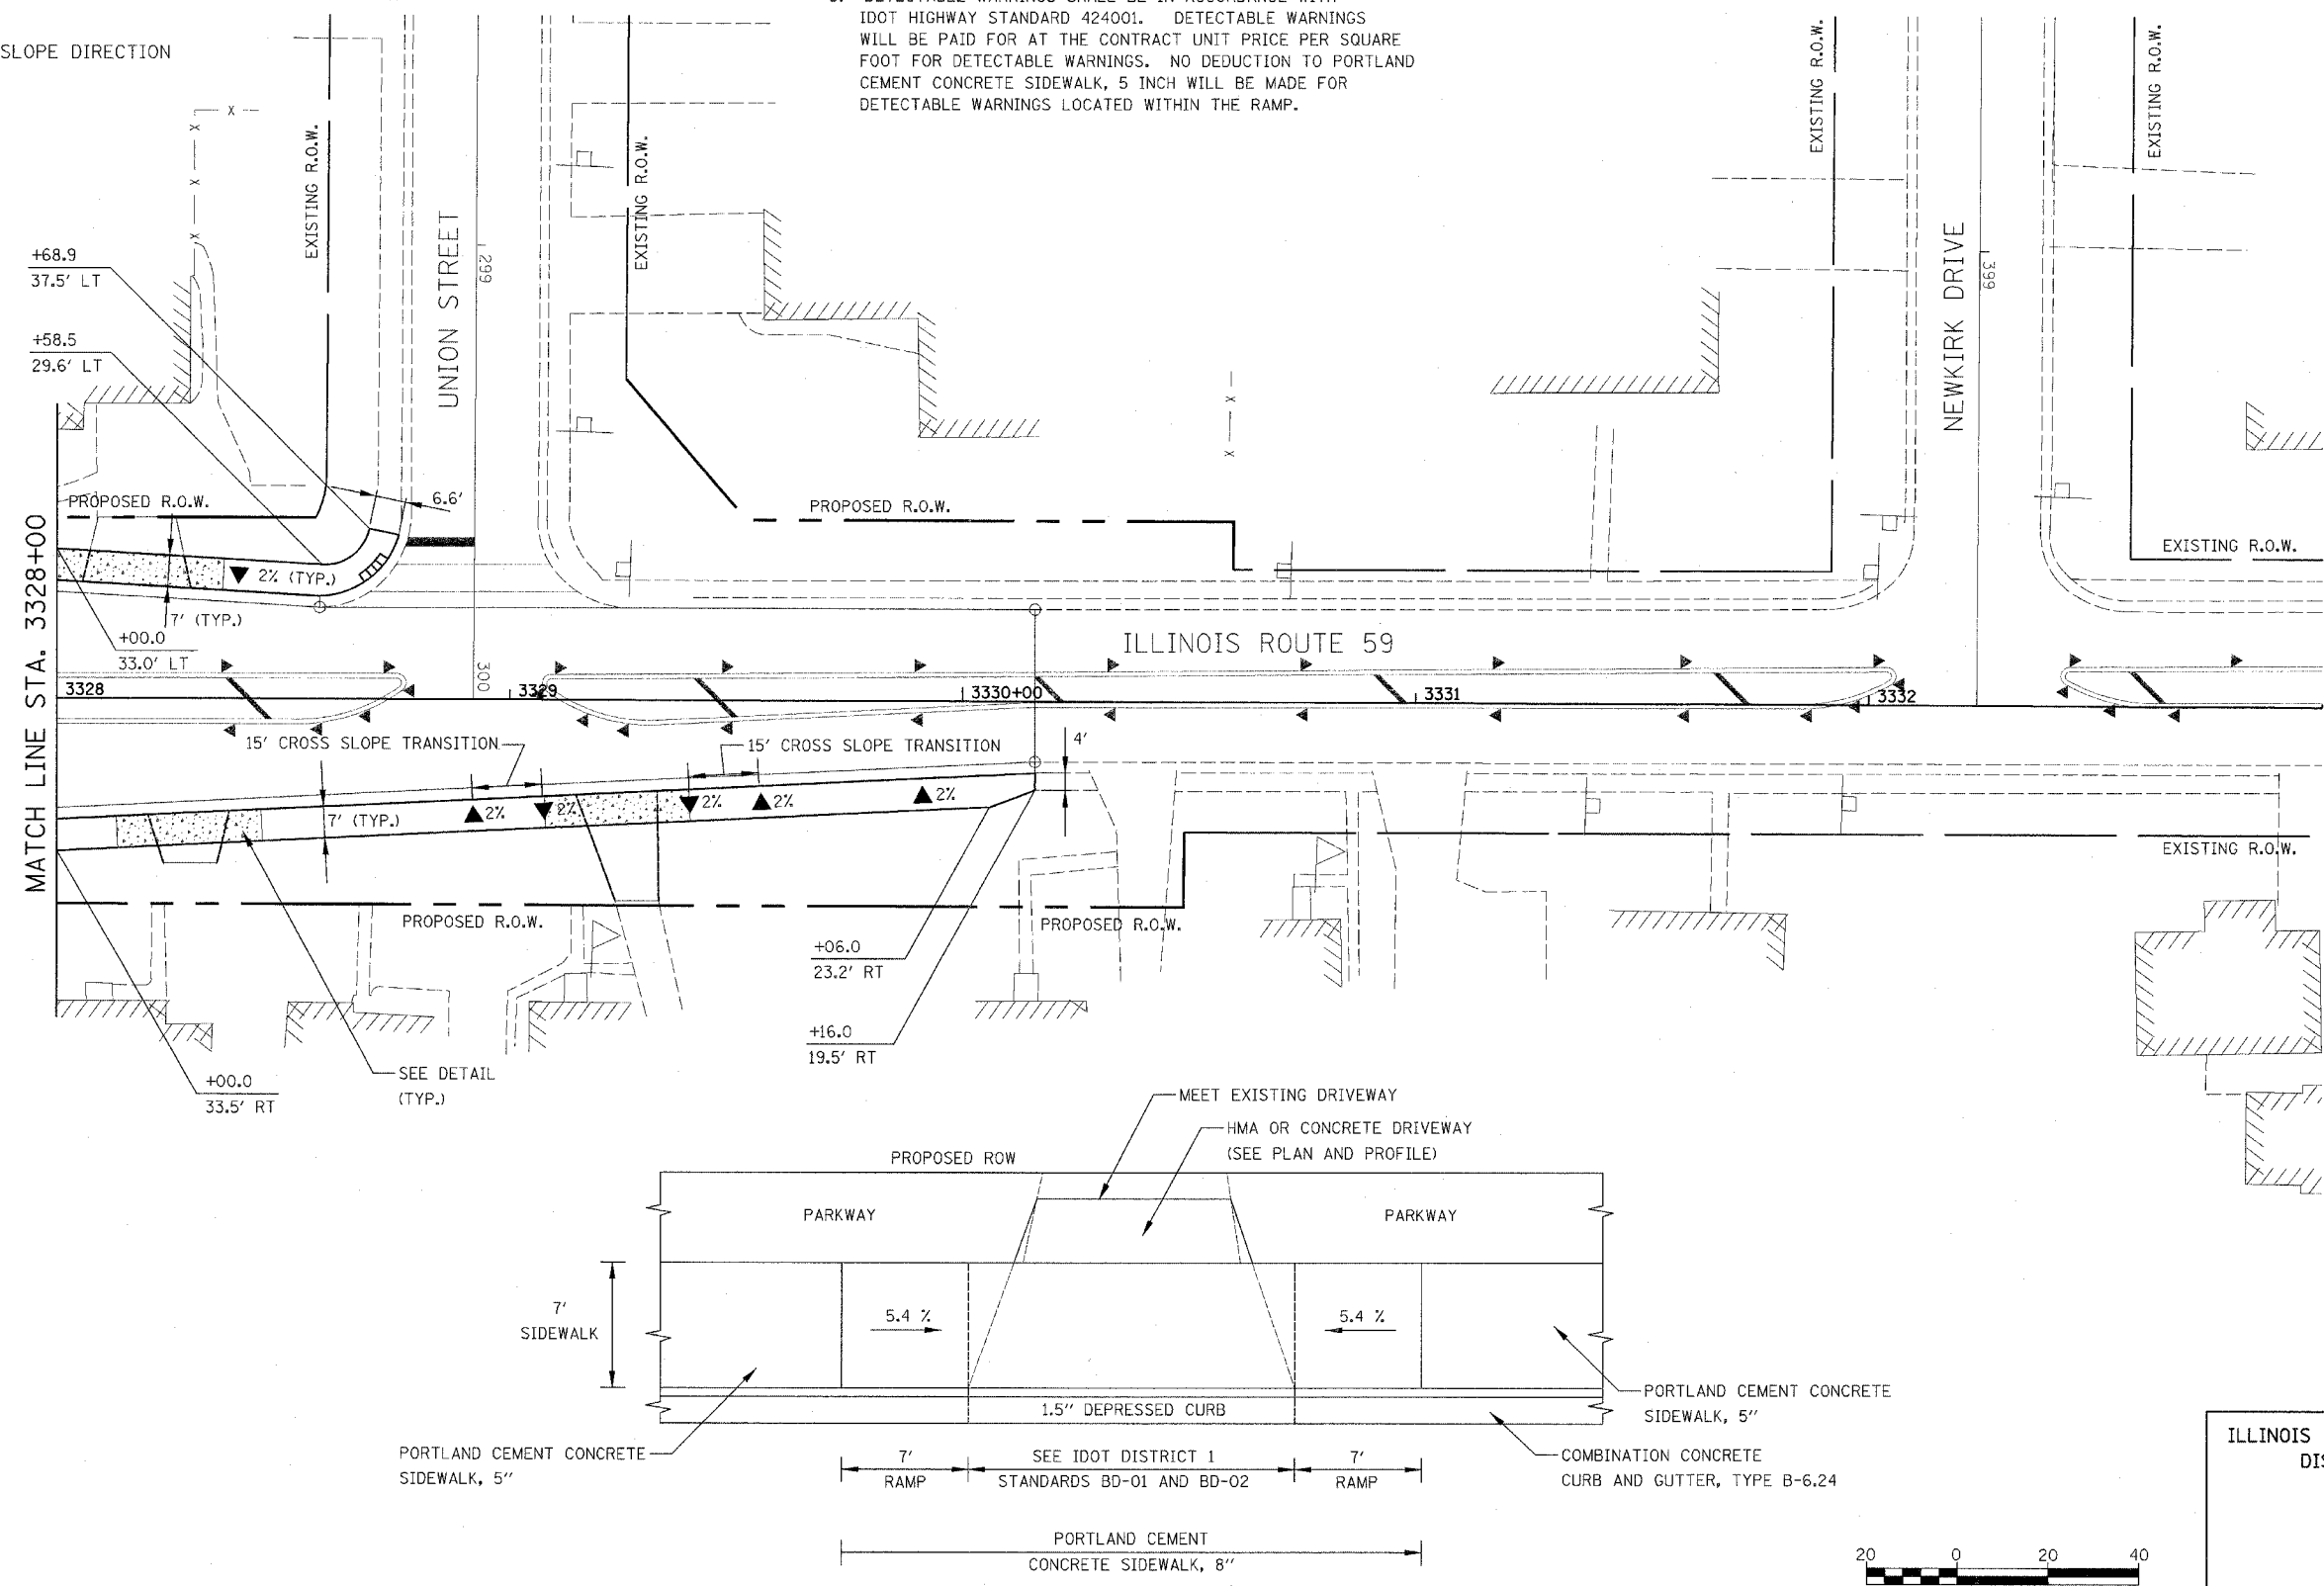 IDOT HIGHWAY STANDARD 424001. DETECTABLE WARNINGS
WILL BE PAID FOR AT THE CONTRACT UNIT PRICE PER SQUARE
FOOT FOR DETECTABLE WARNINGS. NO DEDUCTION TO PORTLAND
CEMENT CONCRETE SIDEWALK, 5 INCH WILL BE MADE FOR
DETECTABLE WARNINGS LOCATED WITHIN THE RAMP.
SLOPE DIRECTION
EXISTING R.O.W.
EXISTING R.O.W.
EXISTING R.O.W.
EXISTING R.O.W.
UNION STREET
299
NEWKIRK DRIVE
399
+68.9
37.5' LT
+58.5
29.6' LT
6.6'
PROPOSED R.O.W.
PROPOSED R.O.W.
EXISTING R.O.W.
2% (TYP.)
7' (TYP.)
+00.0
33.0' LT
MATCH LINE STA. 3328+00
ILLINOIS ROUTE 59
300
3328
3329
3330+00
3331
3332
15' CROSS SLOPE TRANSITION
15' CROSS SLOPE TRANSITION
4'
7' (TYP.)
2%
2%
2%
2%
2%
EXISTING R.O.W.
PROPOSED R.O.W.
PROPOSED R.O.W.
+06.0
23.2' RT
+16.0
19.5' RT
+00.0
33.5' RT
SEE DETAIL
(TYP.)
MEET EXISTING DRIVEWAY
HMA OR CONCRETE DRIVEWAY
(SEE PLAN AND PROFILE)
PROPOSED ROW
PARKWAY
PARKWAY
7'
SIDEWALK
5.4 %
5.4 %
1.5" DEPRESSED CURB
PORTLAND CEMENT CONCRETE
SIDEWALK, 5"
PORTLAND CEMENT CONCRETE
SIDEWALK, 5"
7'
RAMP
SEE IDOT DISTRICT 1
STANDARDS BD-01 AND BD-02
7'
RAMP
COMBINATION CONCRETE
CURB AND GUTTER, TYPE B-6.24
PORTLAND CEMENT
CONCRETE SIDEWALK, 8"
ILLINOIS
20 0 20 40